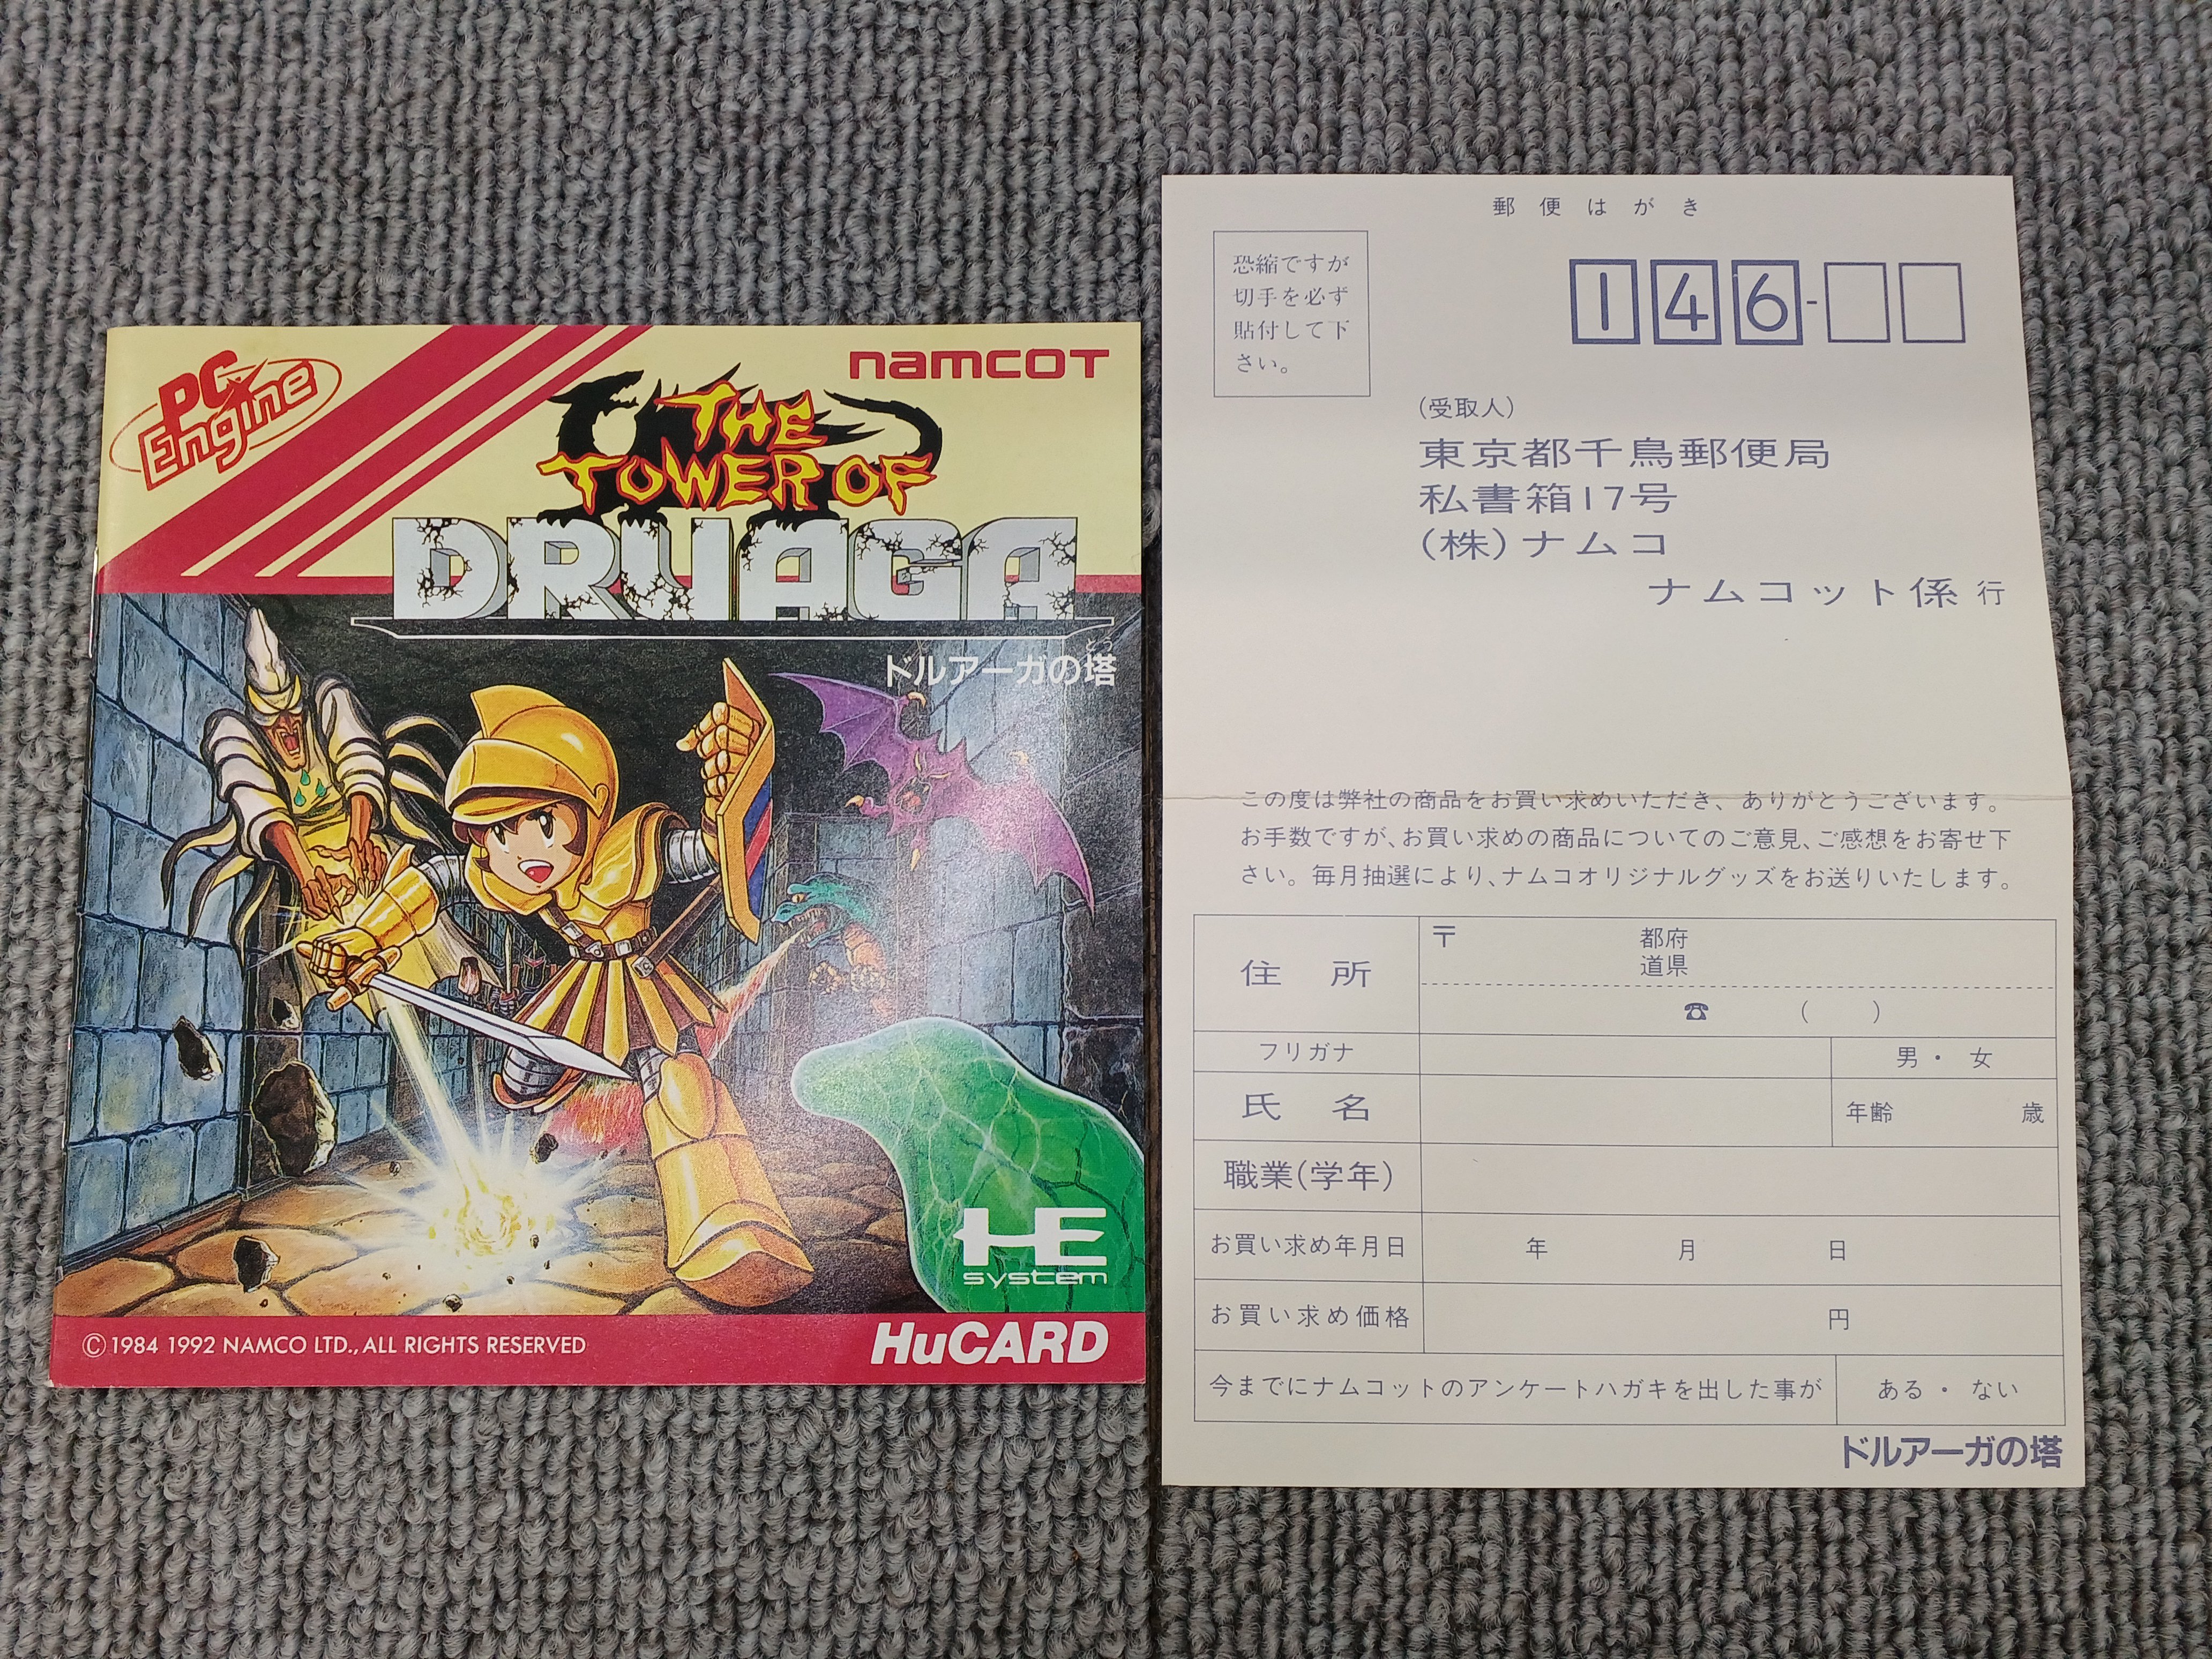 PC Engine
namcot
THE
TOWER OF
DRUAGA
とう
ドルアーガの塔
HE
system
©1984 1992 NAMCO LTD., ALL RIGHTS RESERVED
HuCARD
郵便はがき
恐縮ですが
切手を必ず
貼付して下
さい。
146-
(受取人)
東京都千鳥郵便局
私書箱17号
(株)ナムコ
ナムコット係 行
この度は弊社の商品をお買い求めいただき、ありがとうございます。
お手数ですが、お買い求めの商品についてのご意見、ご感想をお寄せ下
さい。毎月抽選により、ナムコオリジナルグッズをお送りいたします。
住所
〒 都府
道県
☎ ( )
フリガナ 男・女
氏名 年齢 歳
職業(学年)
お買い求め年月日 年 月 日
お買い求め価格 円
今までにナムコットのアンケートハガキを出した事が ある・ない
ドルアーガの塔